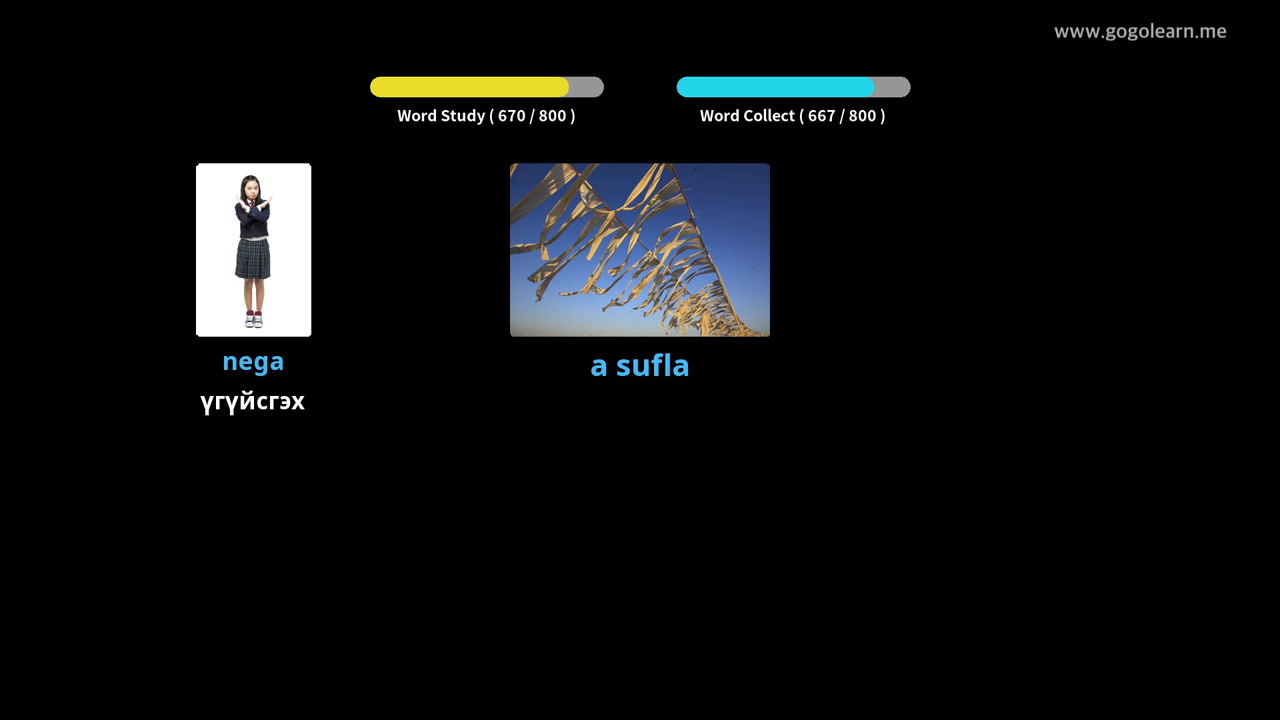 www.gogolearn.me
Word Study ( 670 / 800 )
Word Collect ( 667 / 800 )
nega
үгүйсгэх
a sufla